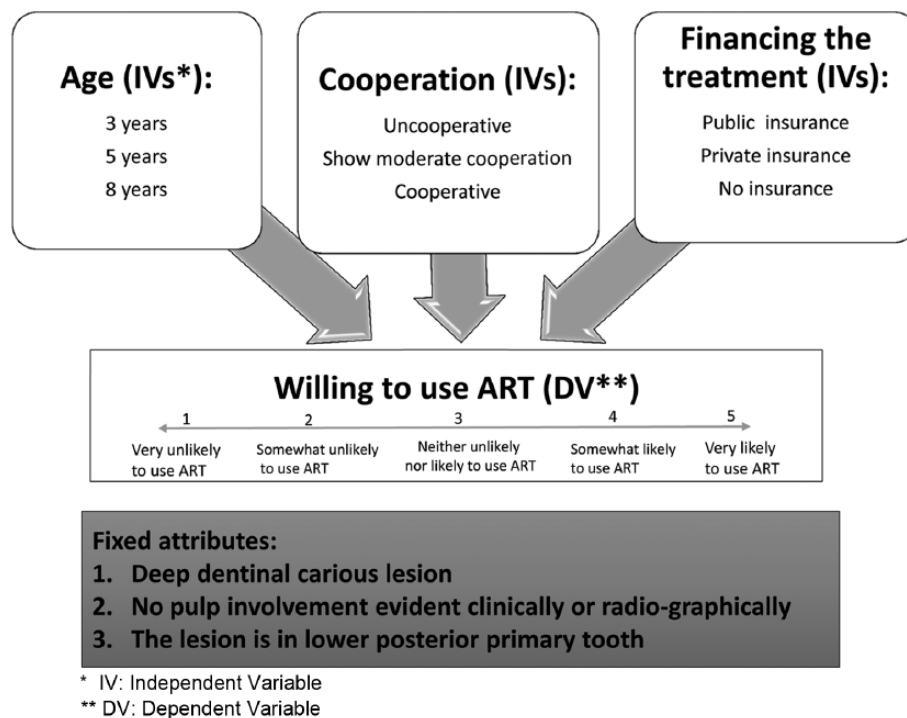 Age (IVs*):
3 years
5 years
8 years
Cooperation (IVs):
Uncooperative
Show moderate cooperation
Cooperative
Financing the
treatment (IVs):
Public insurance
Private insurance
No insurance
Willing to use ART (DV**)
1 2 3 4 5
Very unlikely
to use ART
Somewhat unlikely
to use ART
Neither unlikely
nor likely to use ART
Somewhat likely
to use ART
Very likely
to use ART
Fixed attributes:
1. Deep dentinal carious lesion
2. No pulp involvement evident clinically or radio-graphically
3. The lesion is in lower posterior primary tooth
* IV: Independent Variable
** DV: Dependent Variable